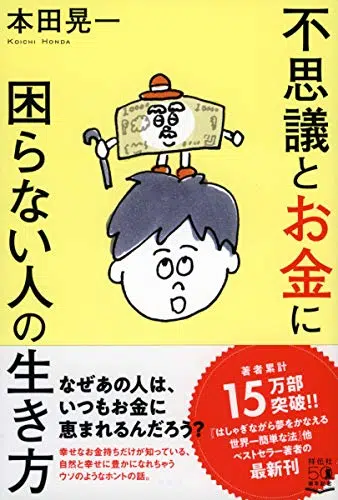 本田晃一
KOICHI HONDA
不思議とお金に
困らない人の生き方
なぜあの人は、
いつもお金に
恵まれるんだろう?
幸せなお金持ちだけが知っている、
自然と幸せに豊かになれちゃう
ウソのようなホントの話。
著者累計
15万部
突破!!
『はしゃぎながら夢をかなえる
世界一簡単な法』他
ベストセラー著者の
最新刊
祥伝社
50